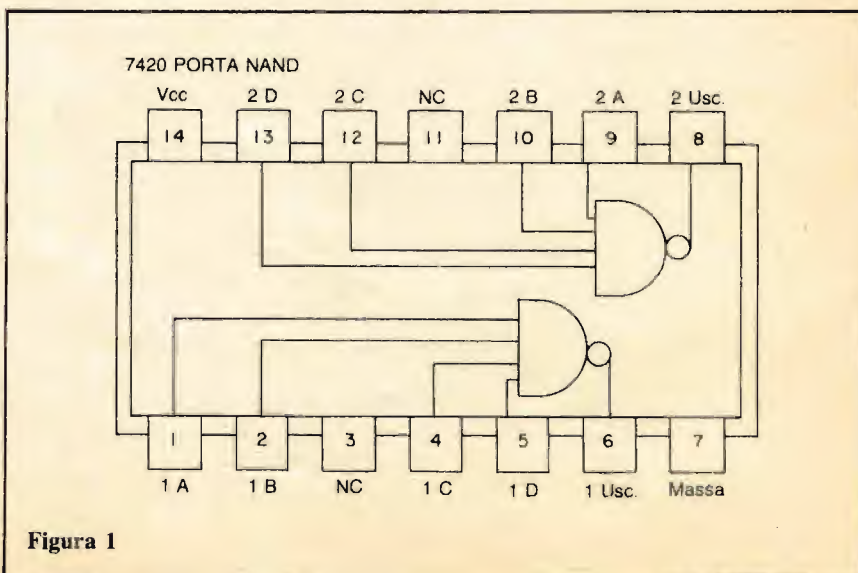 7420 PORTA NAND
Vcc 2 D 2 C NC 2 B 2 A 2 Usc.
14 13 12 11 10 9 8
1 2 3 4 5 6 7
1 A 1 B NC 1 C 1 D 1 Usc. Massa
Figura 1